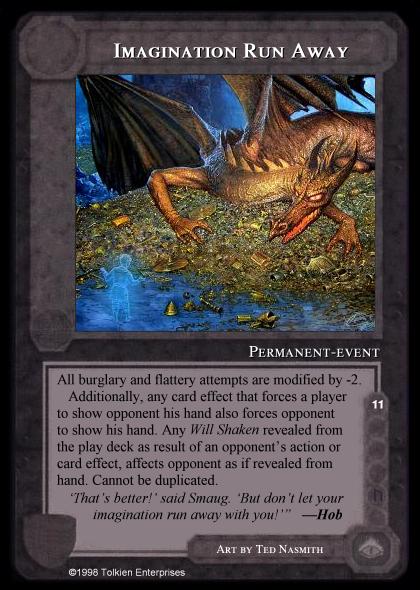 Imagination Run Away
Permanent-event
All burglary and flattery attempts are modified by -2.
Additionally, any card effect that forces a player
to show opponent his hand also forces opponent
to show his hand. Any Will Shaken revealed from
the play deck as result of an opponent's action or
card effect, affects opponent as if revealed from
hand. Cannot be duplicated.
11
‘That's better!’ said Smaug. ‘But don't let your
imagination run away with you!’” —Hob
Art by Ted Nasmith
©1998 Tolkien Enterprises